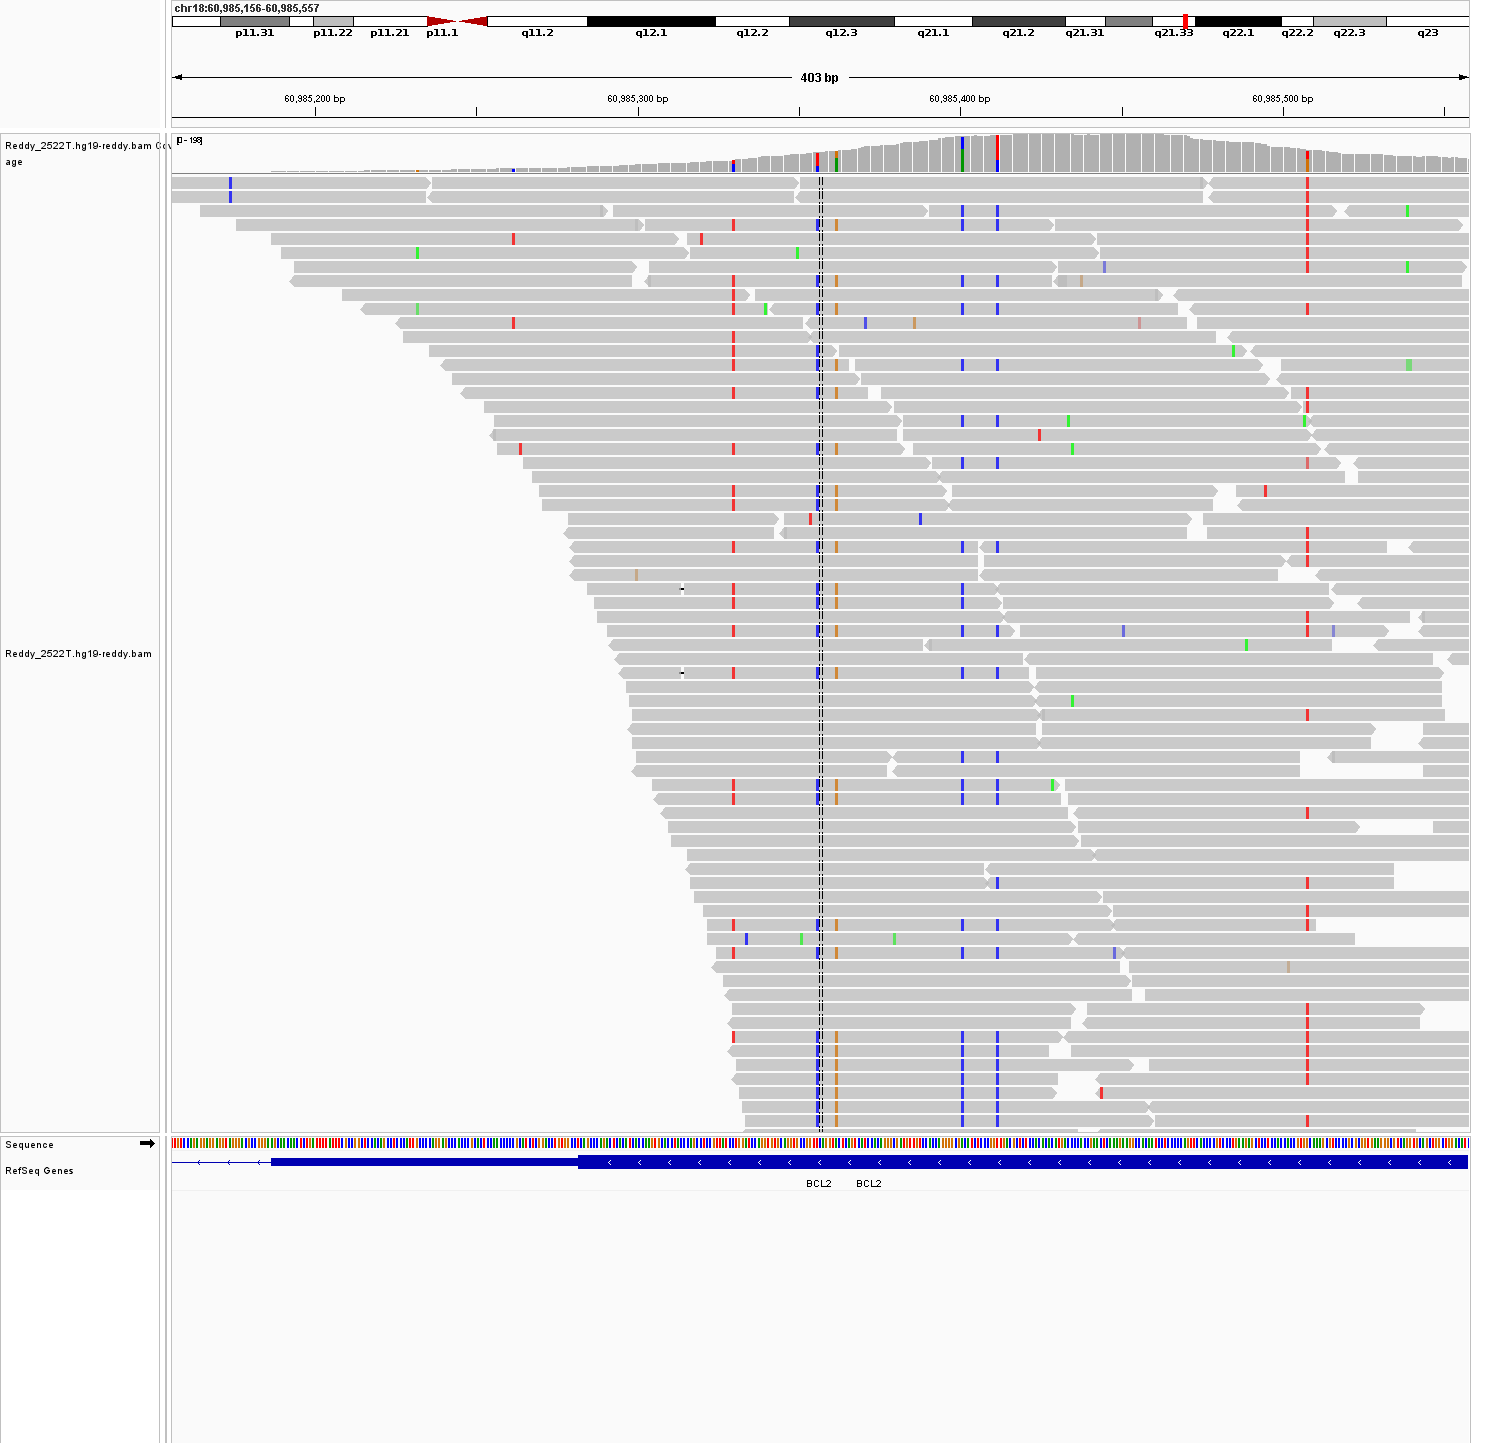 chr18:60,985,156-60,985,557
p11.31 p11.22 p11.21 p11.1 q11.2 q12.1 q12.2 q12.3 q21.1 q21.2 q21.31 q21.33 q22.1 q22.2 q22.3 q23
403 bp
60,985,200 bp 60,985,300 bp 60,985,400 bp 60,985,500 bp
[0 - 198]
Reddy_2522T.hg19-reddy.bam Cov
age
Reddy_2522T.hg19-reddy.bam
Sequence
RefSeq Genes
BCL2 BCL2